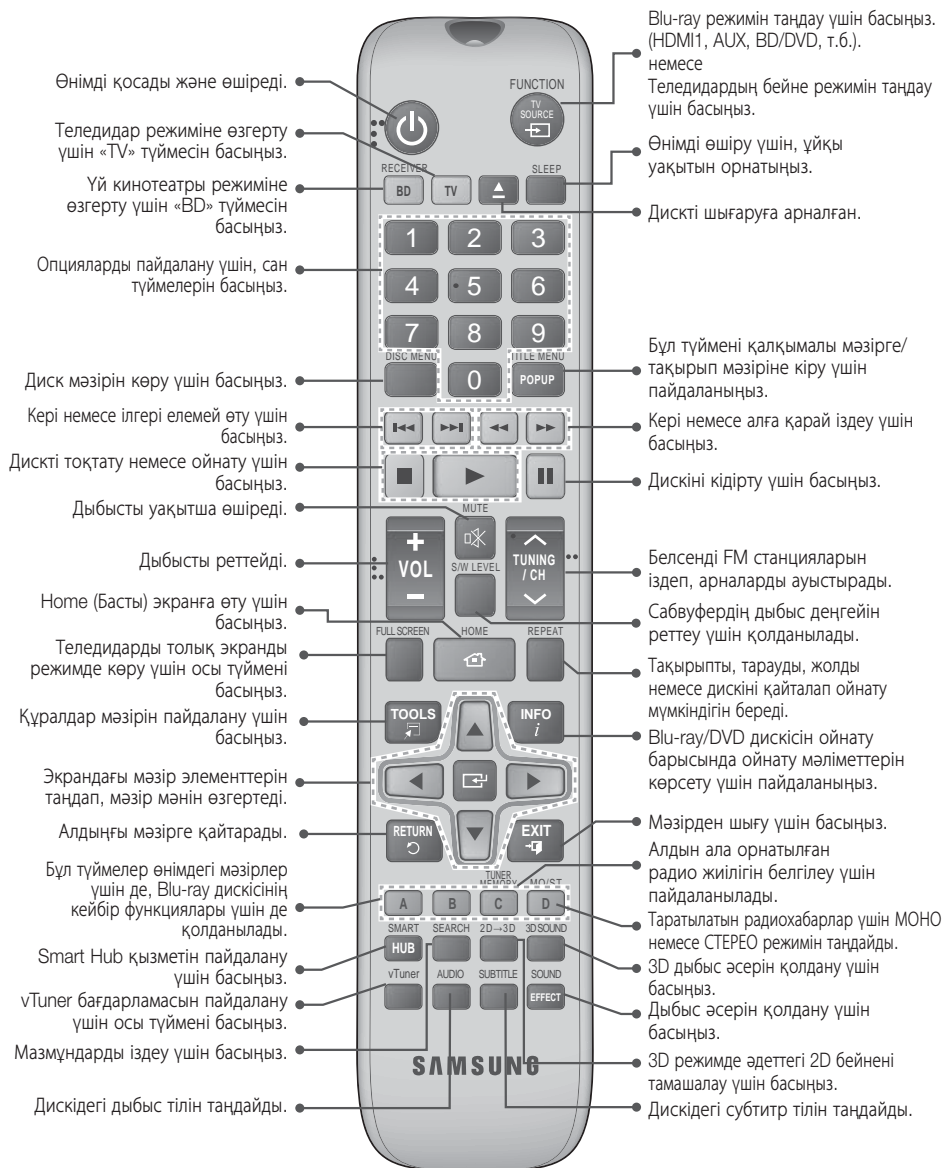 Өнімді қосады және өшіреді.
Теледидар режиміне өзгерту
үшін «TV» түймесін басыңыз.
Үй кинотеатры режиміне
өзгерту үшін «BD» түймесін
басыңыз.
Опцияларды пайдалану үшін, сан
түймелерін басыңыз.
Диск мәзірін көру үшін басыңыз.
Кері немесе ілгері елемей өту үшін
басыңыз.
Дискті тоқтату немесе ойнату үшін
басыңыз.
Дыбысты уақытша өшіреді.
Дыбысты реттейді.
Home (Басты) экранға өту үшін
басыңыз.
Теледидарды толық экранды
режимде көру үшін осы түймені
басыңыз.
Құралдар мәзірін пайдалану үшін
басыңыз.
Экрандағы мәзір элементтерін
таңдап, мәзір мәнін өзгертеді.
Алдыңғы мәзірге қайтарады.
Бұл түймелер өнімдегі мәзірлер
үшін де, Blu-ray дискісінің
кейбір функциялары үшін де
қолданылады.
Smart Hub қызметін пайдалану
үшін басыңыз.
vTuner бағдарламасын пайдалану
үшін осы түймені басыңыз.
Мазмұндарды іздеу үшін басыңыз.
Дискідегі дыбыс тілін таңдайды.
FUNCTION
TV
SOURCE
RECEIVER
SLEEP
BD
TV
1 2 3
4 5 6
7 8 9
DISC MENU
TITLE MENU
0
POPUP
MUTE
+
VOL
−
TUNING
/ CH
S/W LEVEL
FULL SCREEN
HOME
REPEAT
TOOLS
INFO
i
RETURN
EXIT
TUNER
MEMORY
MO/ST
A B C D
SMART
SEARCH
2D→3D
3D SOUND
HUB
vTuner
AUDIO
SUBTITLE
SOUND
EFFECT
SAMSUNG
Blu-ray режимін таңдау үшін басыңыз.
(HDMI1, AUX, BD/DVD, т.б.).
немесе
Теледидардың бейне режимін таңдау
үшін басыңыз.
Өнімді өшіру үшін, ұйқы
уақытын орнатыңыз.
Дискті шығаруға арналған.
Бұл түймені қалқымалы мәзірге/
тақырып мәзіріне кіру үшін
пайдаланыңыз.
Кері немесе алға қарай іздеу үшін
басыңыз.
Дискіні кідірту үшін басыңыз.
Белсенді FM станцияларын
іздеп, арналарды ауыстырады.
Сабвуфердің дыбыс деңгейін
реттеу үшін қолданылады.
Тақырыпты, тарауды, жолды
немесе дискіні қайталап ойнату
мүмкіндігін береді.
Blu-ray/DVD дискісін ойнату
барысында ойнату мәліметтерін
көрсету үшін пайдаланыңыз.
Мәзірден шығу үшін басыңыз.
Алдын ала орнатылған
радио жиілігін белгілеу үшін
пайдаланылады.
Таратылатын радиохабарлар үшін МОНО
немесе СТЕРЕО режимін таңдайды.
3D дыбыс әсерін қолдану үшін
басыңыз.
Дыбыс әсерін қолдану үшін
басыңыз.
3D режимде әдеттегі 2D бейнені
тамашалау үшін басыңыз.
Дискідегі субтитр тілін таңдайды.